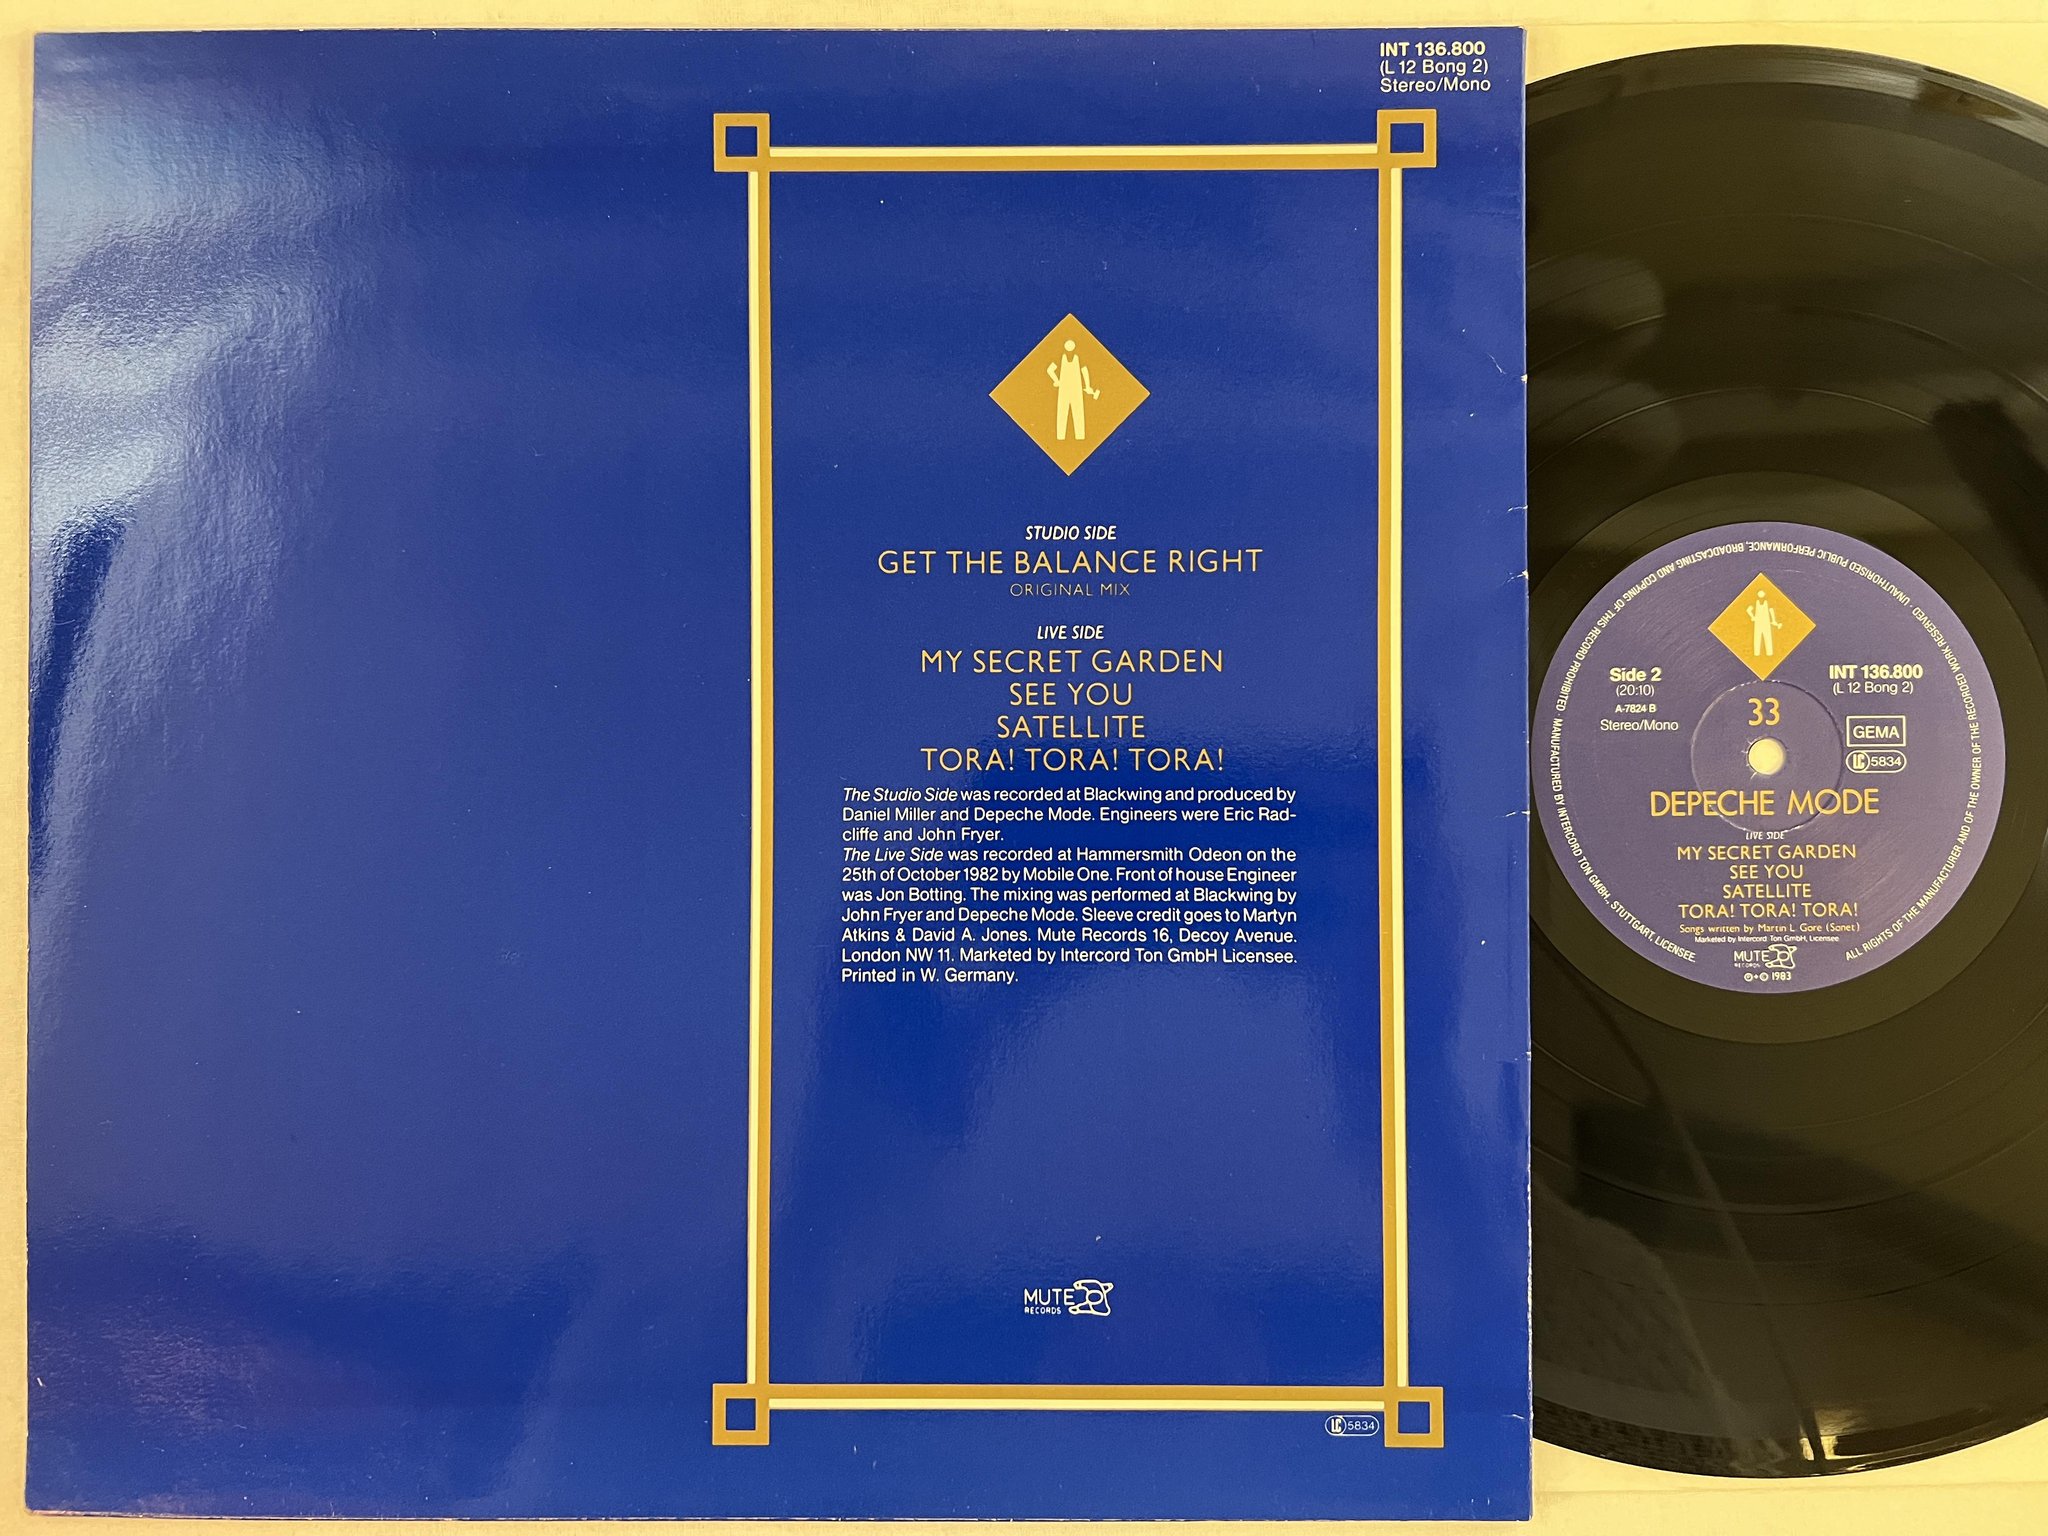 INT 136.800
(L 12 Bong 2)
Stereo/Mono
STUDIO SIDE
GET THE BALANCE RIGHT
ORIGINAL MIX
LIVE SIDE
MY SECRET GARDEN
SEE YOU
SATELLITE
TORA! TORA! TORA!
The Studio Side was recorded at Blackwing and produced by
Daniel Miller and Depeche Mode. Engineers were Eric Rad-
cliffe and John Fryer.
The Live Side was recorded at Hammersmith Odeon on the
25th of October 1982 by Mobile One. Front of house Engineer
was Jon Botting. The mixing was performed at Blackwing by
John Fryer and Depeche Mode. Sleeve credit goes to Martyn
Atkins & David A. Jones. Mute Records 16, Decoy Avenue.
London NW 11. Marketed by Intercord Ton GmbH Licensee.
Printed in W. Germany.
MUTE
RECORDS
LC 5834
MANUFACTURED BY INTERCORD TON GMBH., STUTTGART, LICENSEE
ALL RIGHTS OF THE MANUFACTURER AND OF THE OWNER OF THE RECORDED WORK RESERVED · UNAUTHORISED PUBLIC PERFORMANCE, BROADCASTING AND COPYING OF THIS RECORD PROHIBITED ·
Side 2
(20:10)
A-7824 B
Stereo/Mono
33
INT 136.800
(L 12 Bong 2)
GEMA
LC 5834
DEPECHE MODE
LIVE SIDE
MY SECRET GARDEN
SEE YOU
SATELLITE
TORA! TORA! TORA!
Songs written by Martin L Gore (Sonet)
Marketed by Intercord Ton GmbH, Licensee
MUTE
RECORDS
℗+© 1983